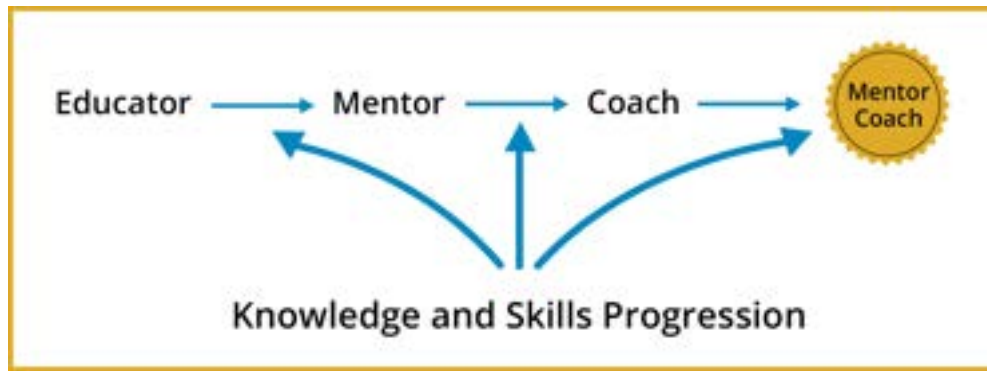 Educator
Mentor
Coach
Mentor
Coach
Knowledge and Skills Progression